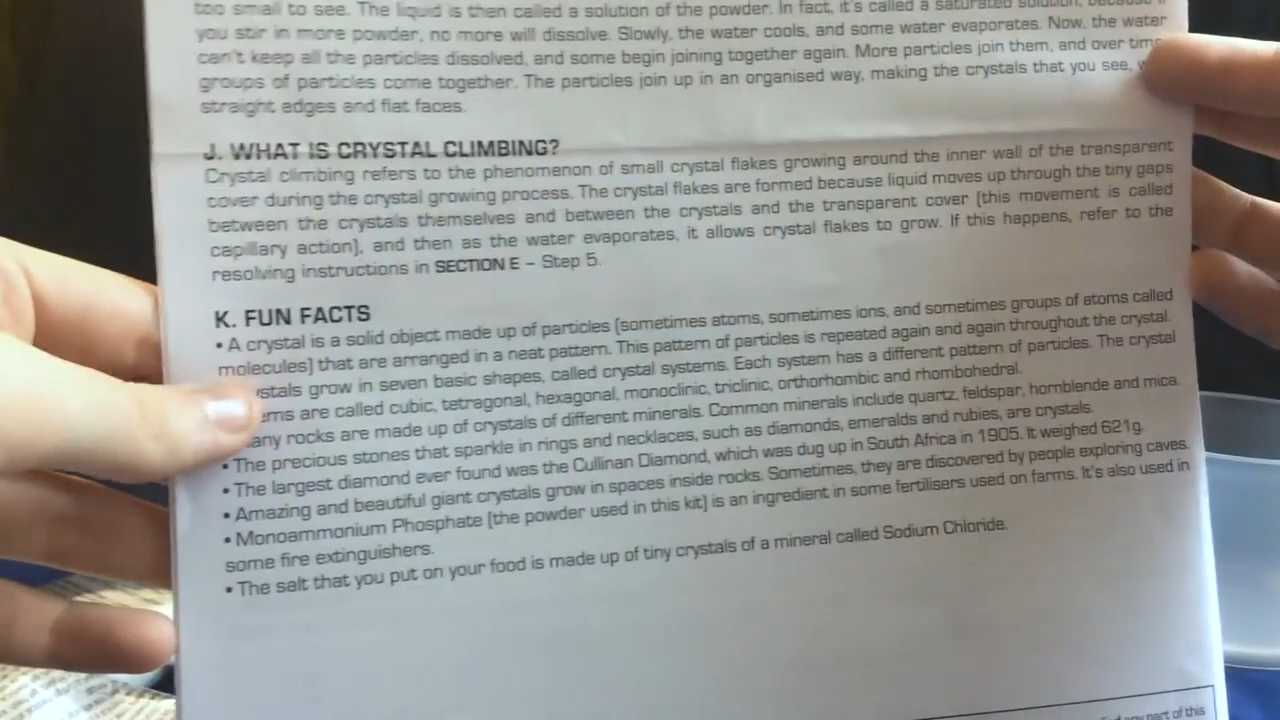 too small to see. The liquid is then called a solution of the powder. In fact, it's called a saturated solution, because if
you stir in more powder, no more will dissolve. Slowly, the water cools, and some water evaporates. Now, the water
can't keep all the particles dissolved, and some begin joining together again. More particles join them, and over time
groups of particles come together. The particles join up in an organised way, making the crystals that you see,
straight edges and flat faces.
J. WHAT IS CRYSTAL CLIMBING?
Crystal climbing refers to the phenomenon of small crystal flakes growing around the inner wall of the transparent
cover during the crystal growing process. The crystal flakes are formed because liquid moves up through the tiny gaps
between the crystals themselves and between the crystals and the transparent cover (this movement is called
capillary action), and then as the water evaporates, it allows crystal flakes to grow. If this happens, refer to the
resolving instructions in SECTION E – Step 5.
K. FUN FACTS
• A crystal is a solid object made up of particles (sometimes atoms, sometimes ions, and sometimes groups of atoms called
molecules) that are arranged in a neat pattern. This pattern of particles is repeated again and again throughout the crystal.
ystals grow in seven basic shapes, called crystal systems. Each system has a different pattern of particles. The crystal
ems are called cubic, tetragonal, hexagonal, monoclinic, triclinic, orthorhombic and rhombohedral.
any rocks are made up of crystals of different minerals. Common minerals include quartz, feldspar, hornblende and mica.
• The precious stones that sparkle in rings and necklaces, such as diamonds, emeralds and rubies, are crystals.
• The largest diamond ever found was the Cullinan Diamond, which was dug up in South Africa in 1905. It weighed 621g.
• Amazing and beautiful giant crystals grow in spaces inside rocks. Sometimes, they are discovered by people exploring caves.
• Monoammonium Phosphate (the powder used in this kit) is an ingredient in some fertilisers used on farms. It's also used in
some fire extinguishers.
• The salt that you put on your food is made up of tiny crystals of a mineral called Sodium Chloride.
any part of this